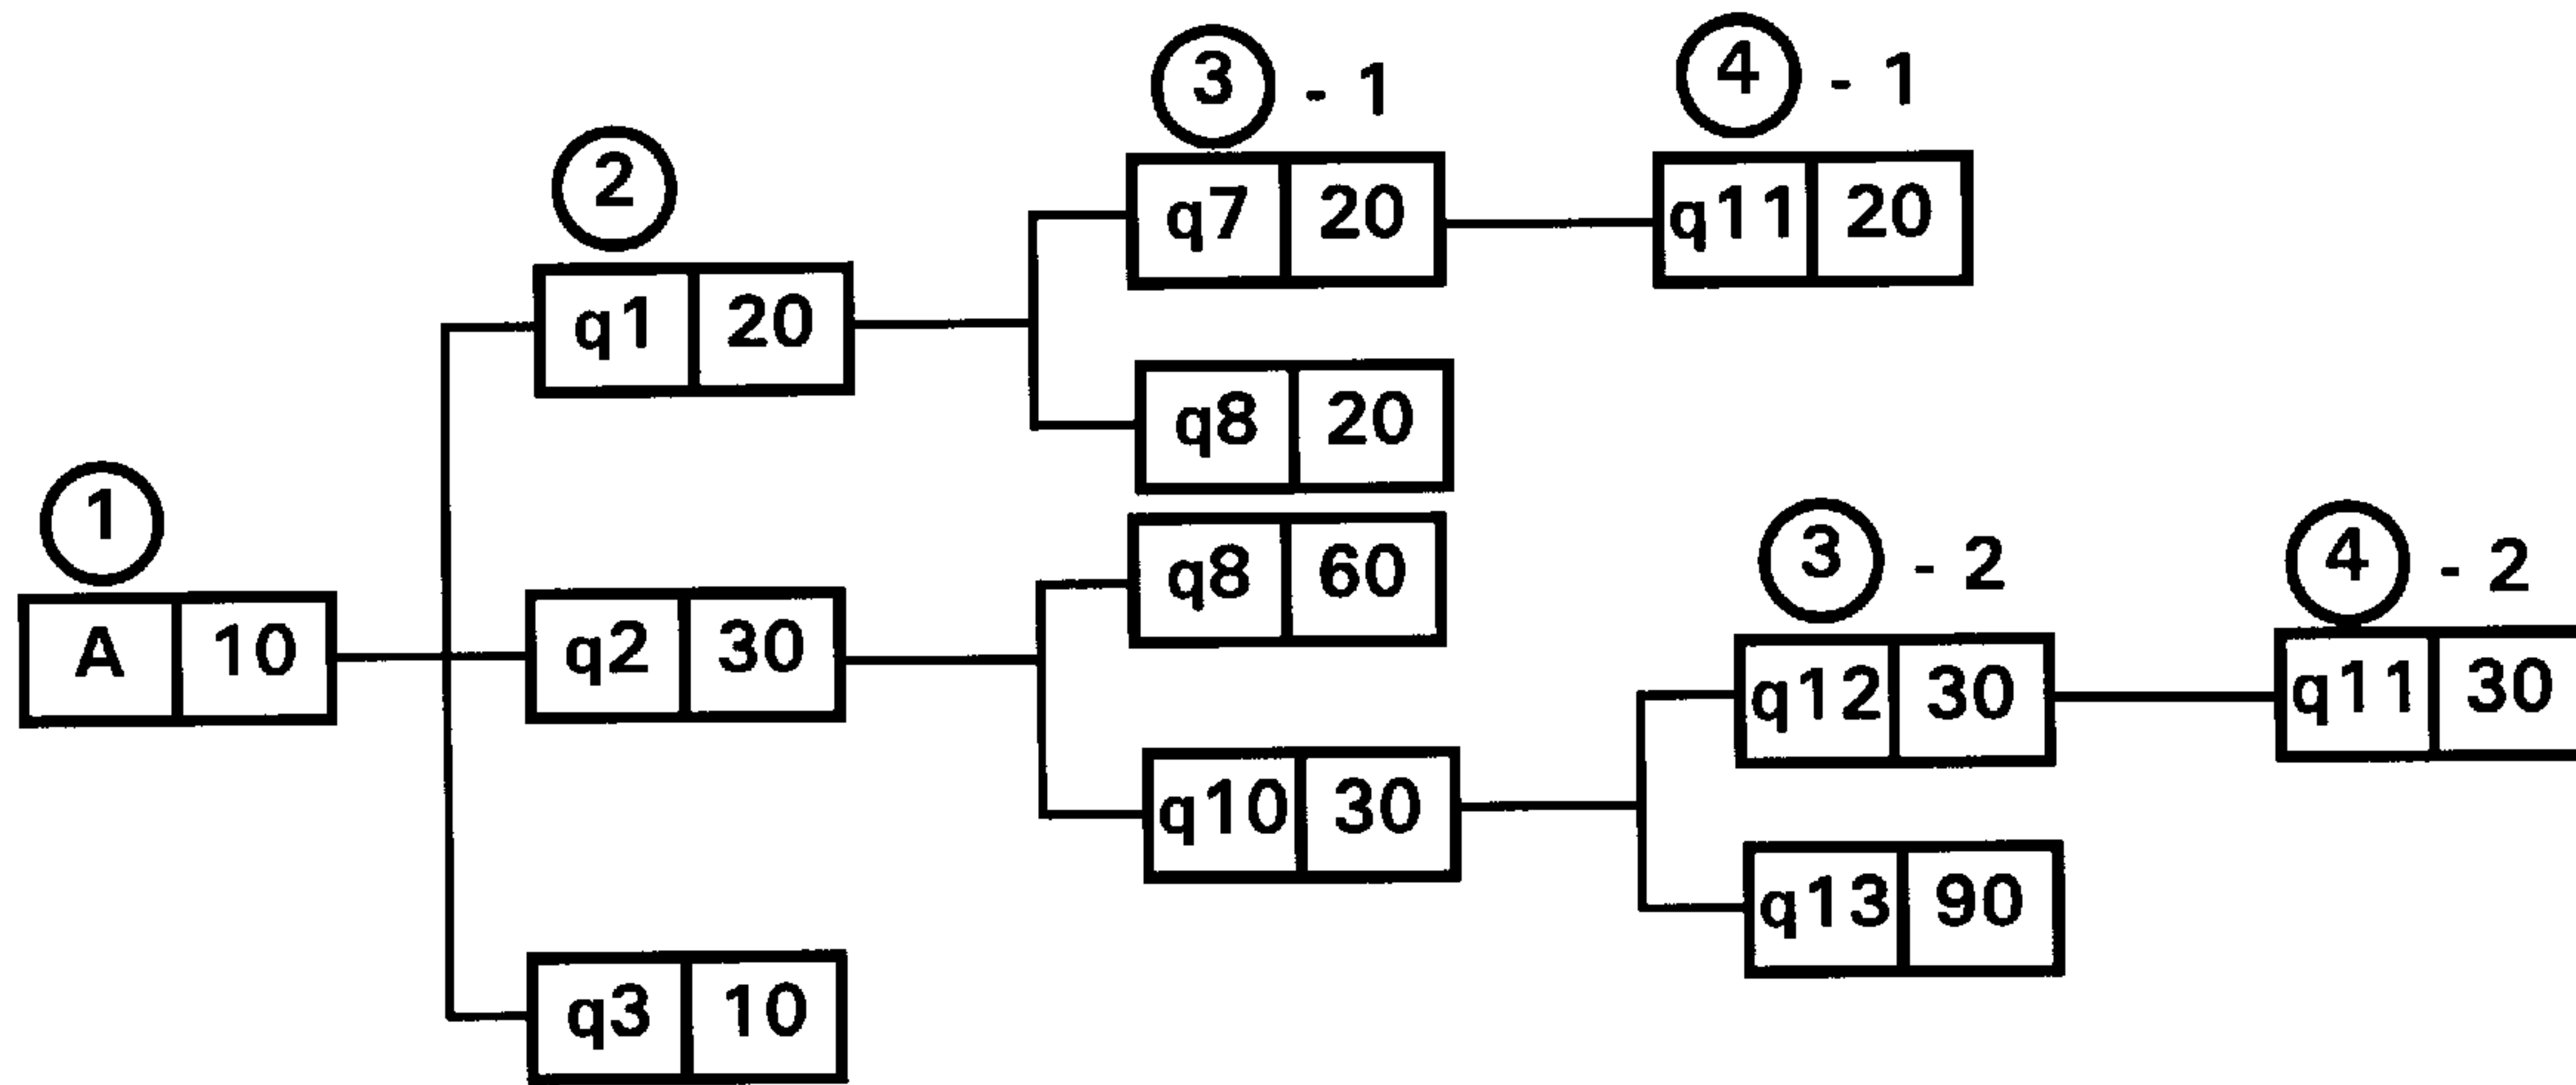 ③ - 1
④ - 1
②
q7 20
q11 20
q1 20
q8 20
①
q8 60
③ - 2
④ - 2
A 10
q2 30
q12 30
q11 30
q10 30
q13 90
q3 10